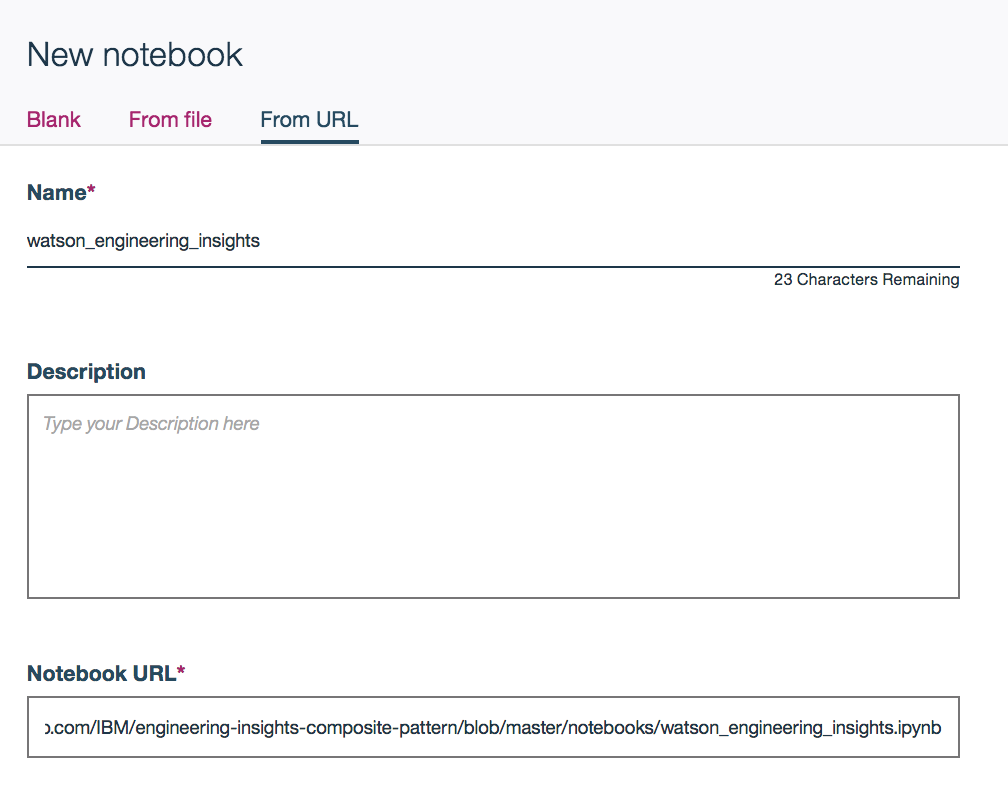 New notebook
Blank From file From URL
Name*
watson_engineering_insights
23 Characters Remaining
Description
Type your Description here
Notebook URL*
.com/IBM/engineering-insights-composite-pattern/blob/master/notebooks/watson_engineering_insights.ipynb